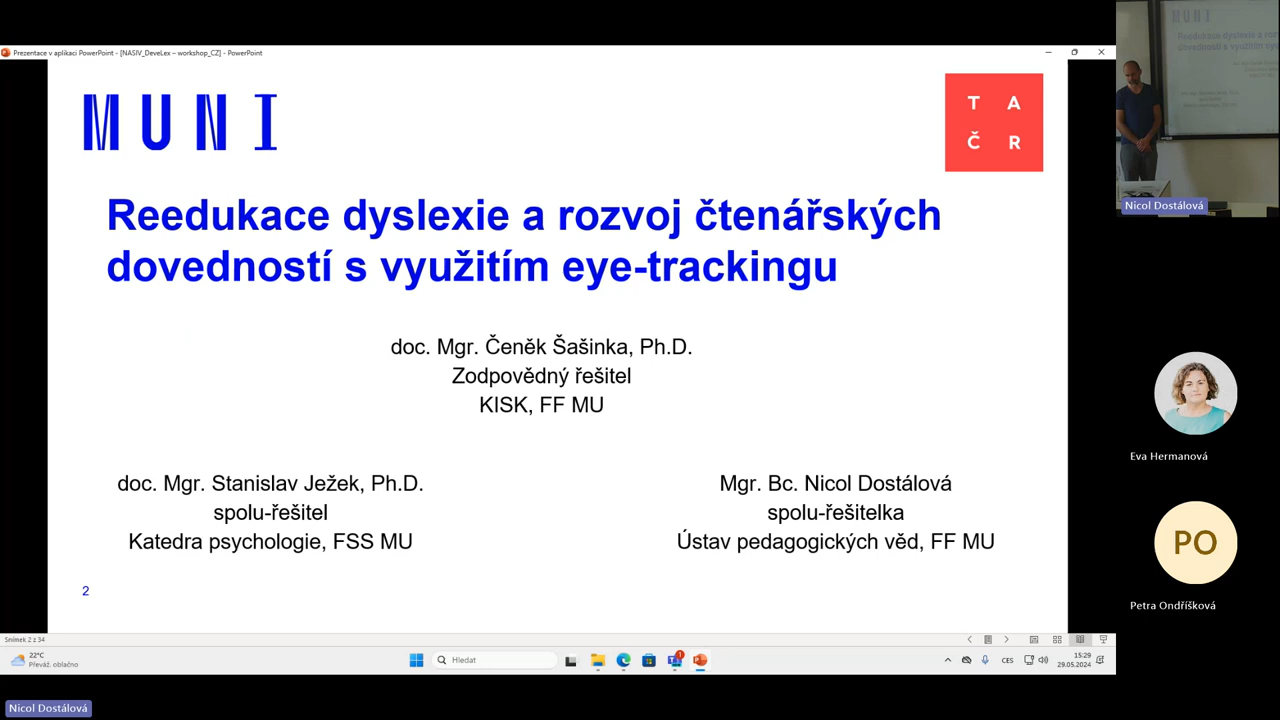 Prezentace v aplikaci PowerPoint - [NASIV_DeveLex – workshop_CZ] - PowerPoint
MUNI
T A
Č R
Reedukace dyslexie a rozvoj čtenářských
dovedností s využitím eye-trackingu
doc. Mgr. Čeněk Šašinka, Ph.D.
Zodpovědný řešitel
KISK, FF MU
doc. Mgr. Stanislav Ježek, Ph.D.
spolu-řešitel
Katedra psychologie, FSS MU
Mgr. Bc. Nicol Dostálová
spolu-řešitelka
Ústav pedagogických věd, FF MU
2
Snímek 2 z 34
22°C
Převáž. oblačno
Hledat
1
CES
15:29
29.05.2024
MUNI
Nicol Dostálová
Eva Hermanová
PO
Petra Ondříšková
Nicol Dostálová